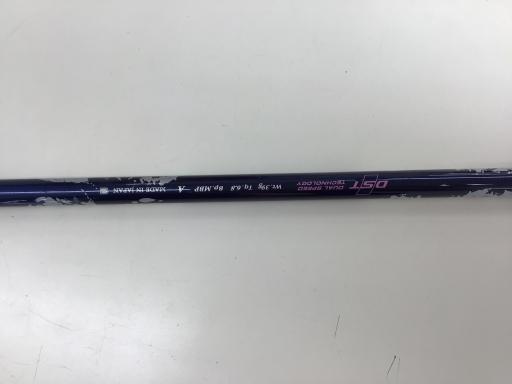 DST
DUAL SPEED
TECHNOLOGY
Wt.39g Tq.6.8 Bp.MBP A MADE IN JAPAN